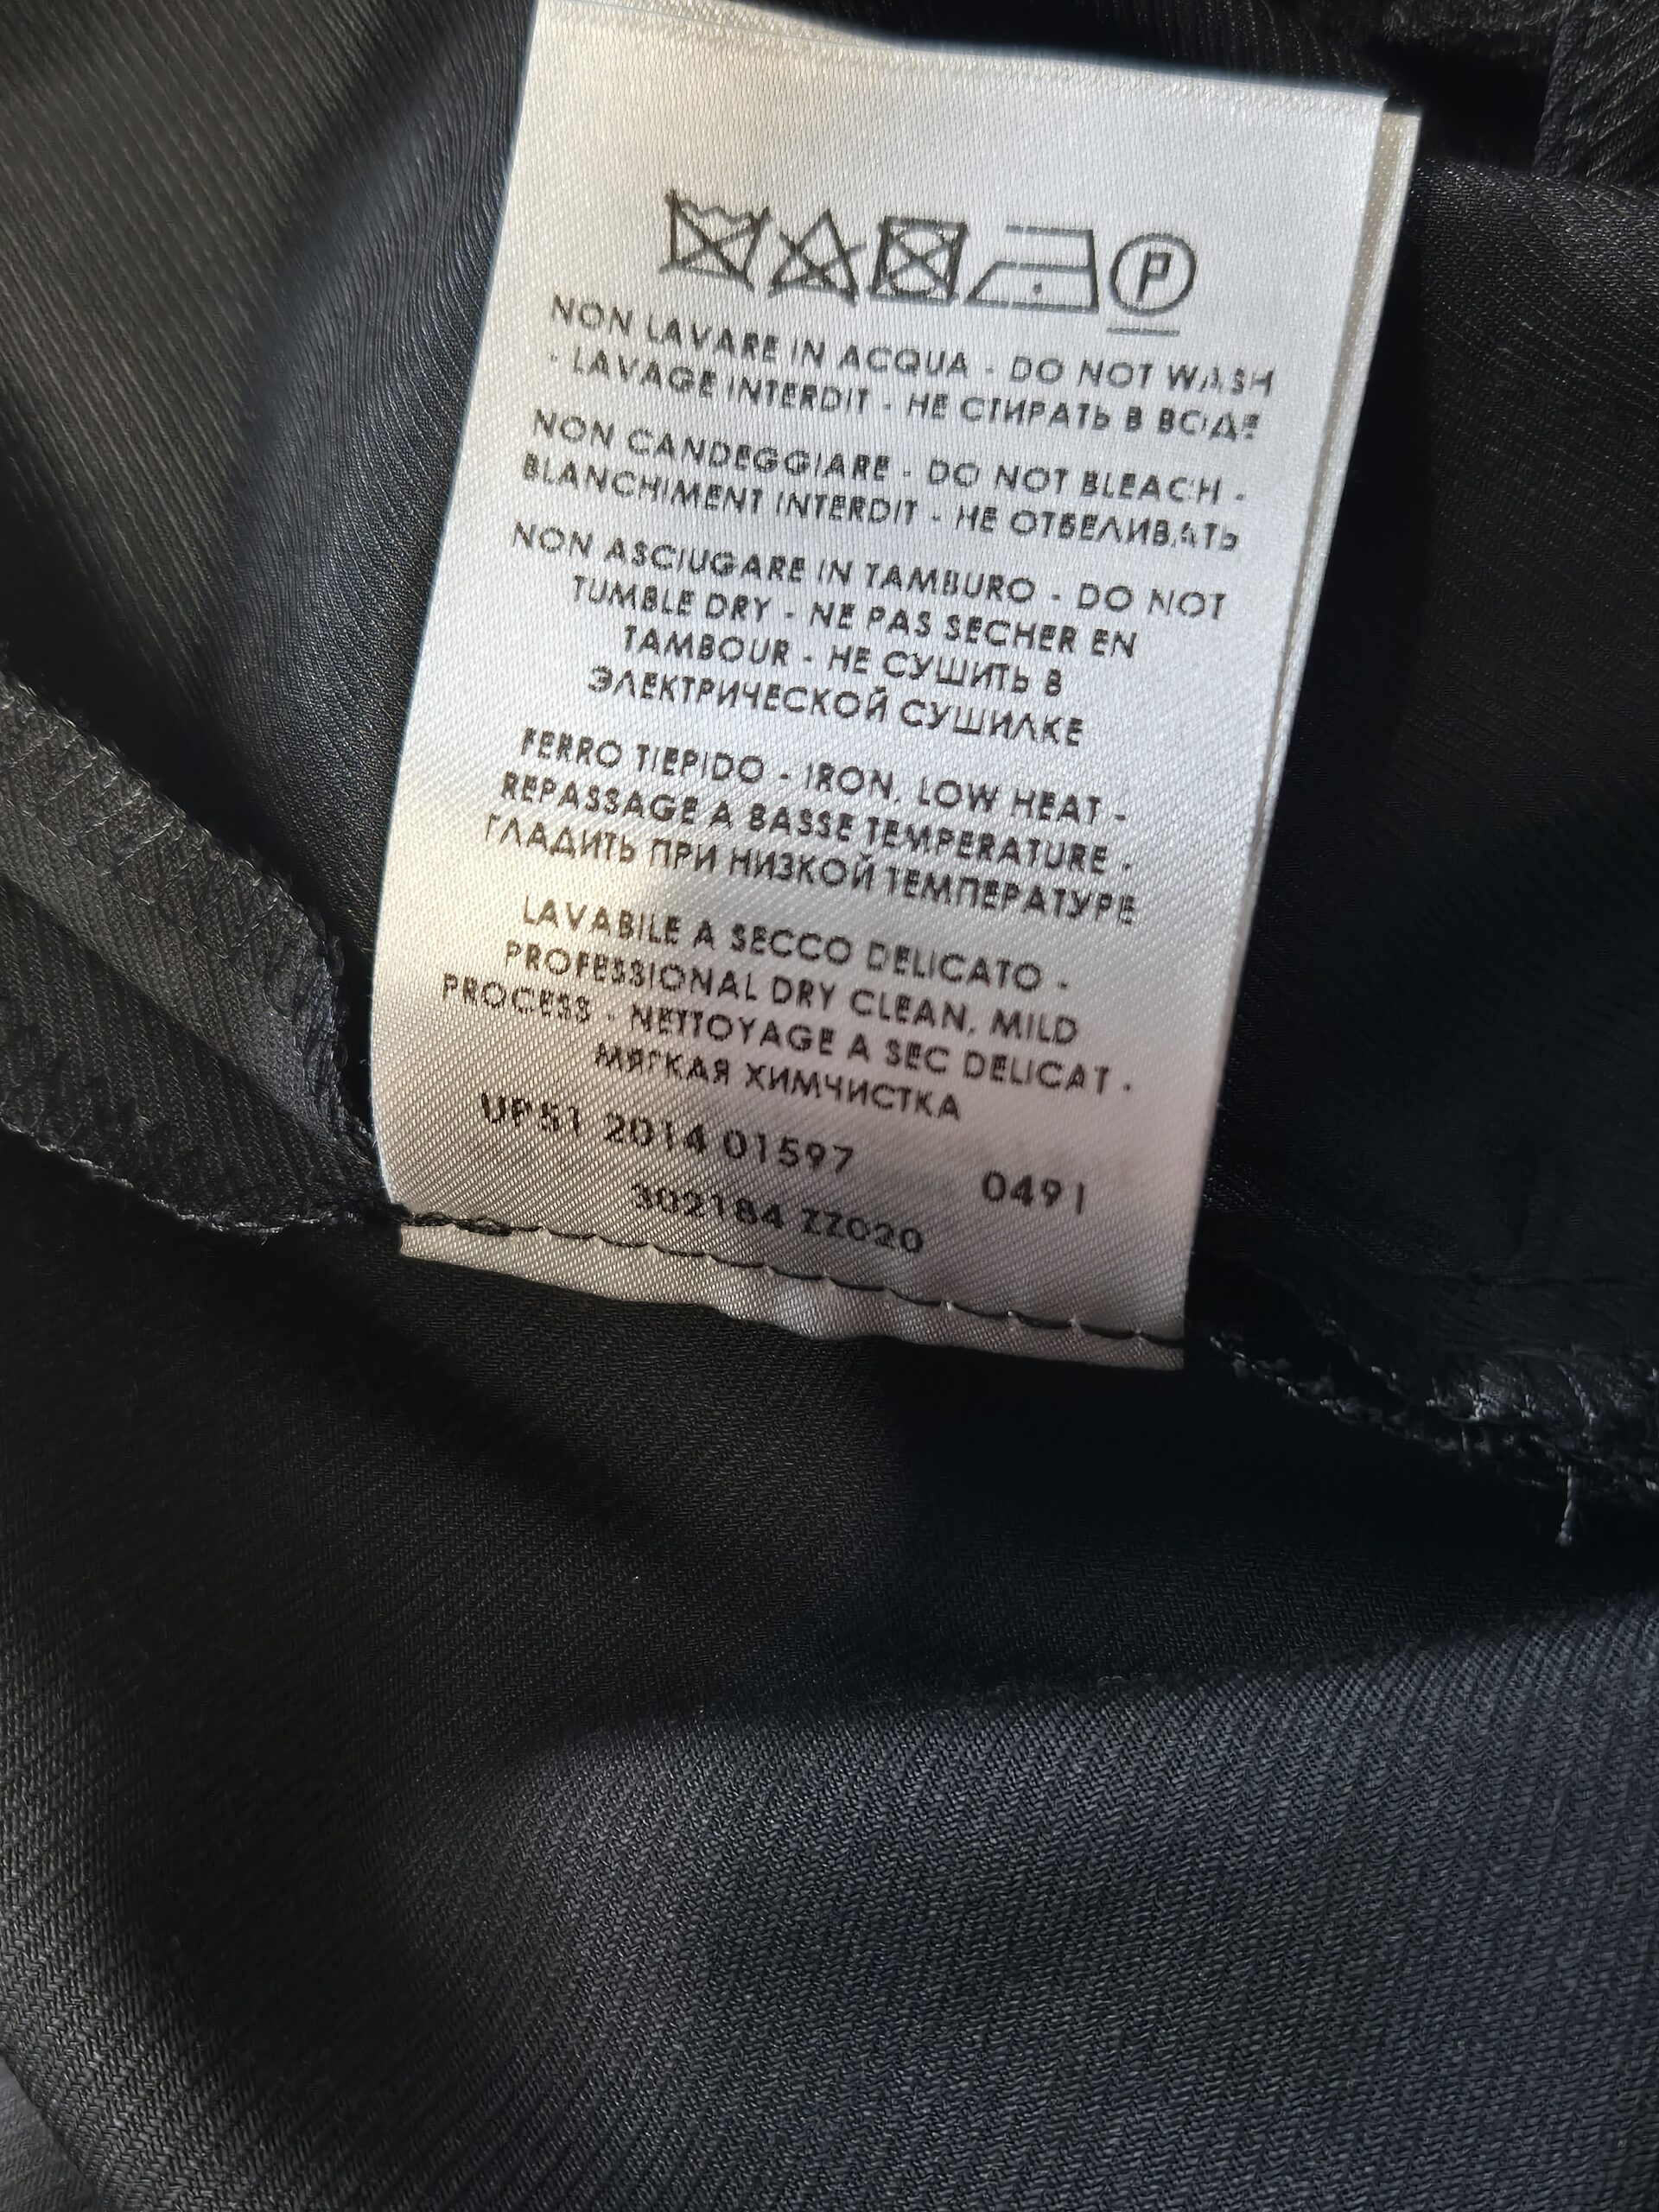 P
NON LAVARE IN ACQUA - DO NOT WASH
- LAVAGE INTERDIT - НЕ СТИРАТЬ В ВОДЕ
NON CANDEGGIARE - DO NOT BLEACH -
BLANCHIMENT INTERDIT - НЕ ОТБЕЛИВАТЬ
NON ASCIUGARE IN TAMBURO - DO NOT
TUMBLE DRY - NE PAS SECHER EN
TAMBOUR - НЕ СУШИТЬ В
ЭЛЕКТРИЧЕСКОЙ СУШИЛКЕ
FERRO TIEPIDO - IRON, LOW HEAT -
REPASSAGE A BASSE TEMPERATURE -
ГЛАДИТЬ ПРИ НИЗКОЙ ТЕМПЕРАТУРЕ
LAVABILE A SECCO DELICATO -
PROFESSIONAL DRY CLEAN, MILD
PROCESS - NETTOYAGE A SEC DELICAT -
МЯГКАЯ ХИМЧИСТКА
UPS1 2014 01597 0491
302184 ZZ020